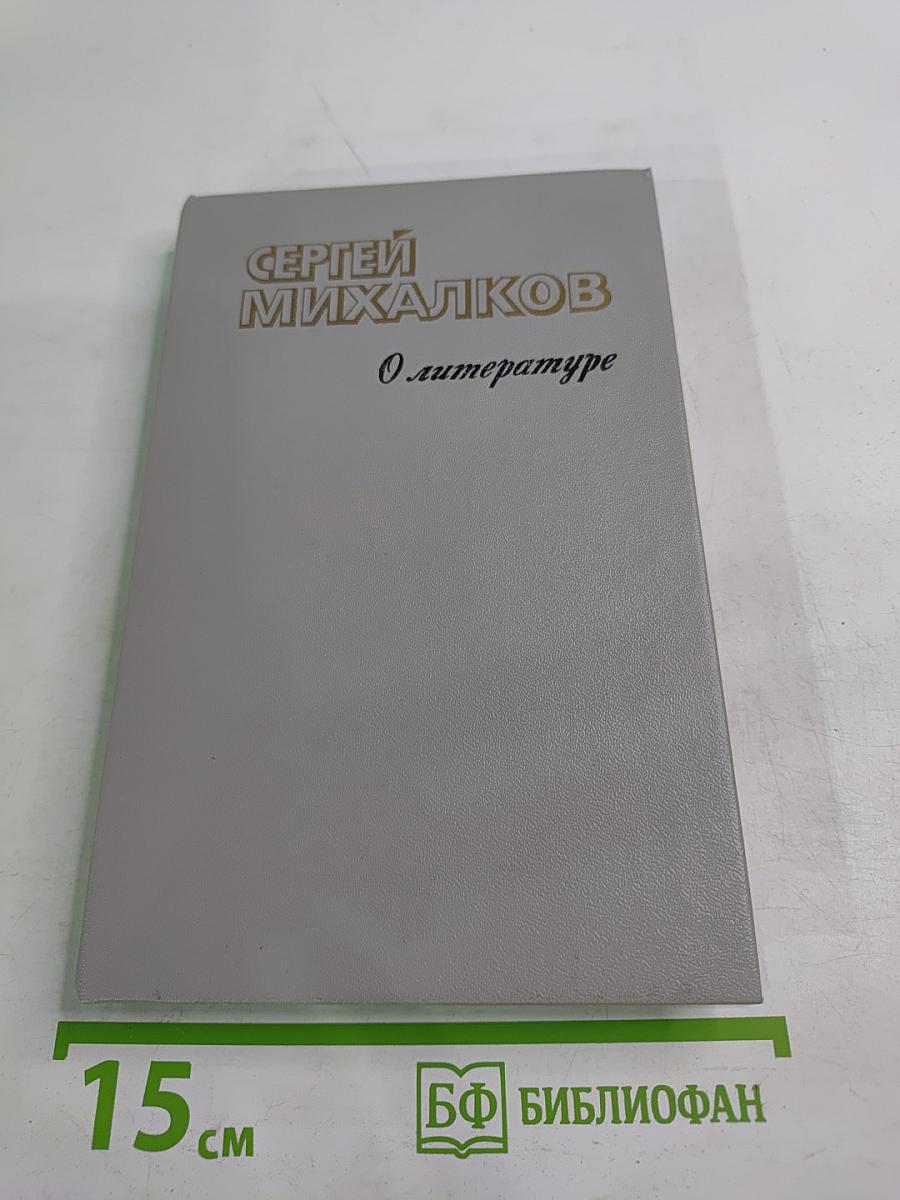 СЕРГЕЙ
МИХАЛКОВ
О литературе
15 см
БФ БИБЛИОФАН